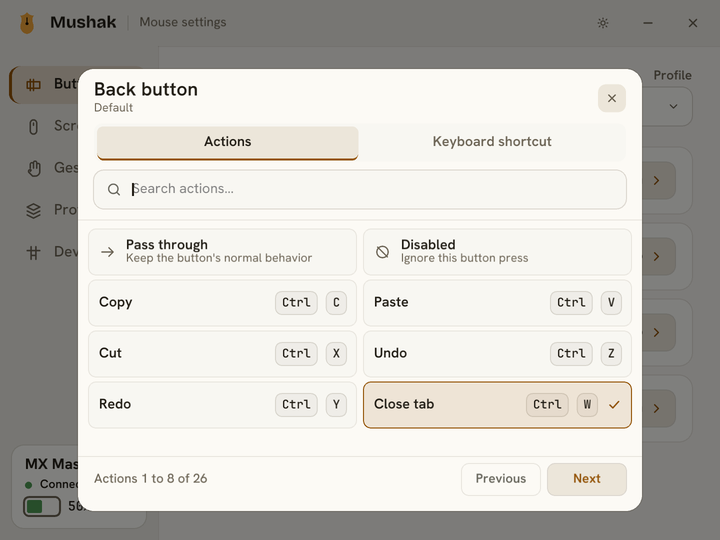 Mushak
Mouse settings
Profile
Back button
Default
Actions
Keyboard shortcut
Search actions...
Pass through
Keep the button's normal behavior
Disabled
Ignore this button press
Copy Ctrl C
Paste Ctrl V
Cut Ctrl X
Undo Ctrl Z
Redo Ctrl Y
Close tab Ctrl W
Actions 1 to 8 of 26
Previous
Next
MX